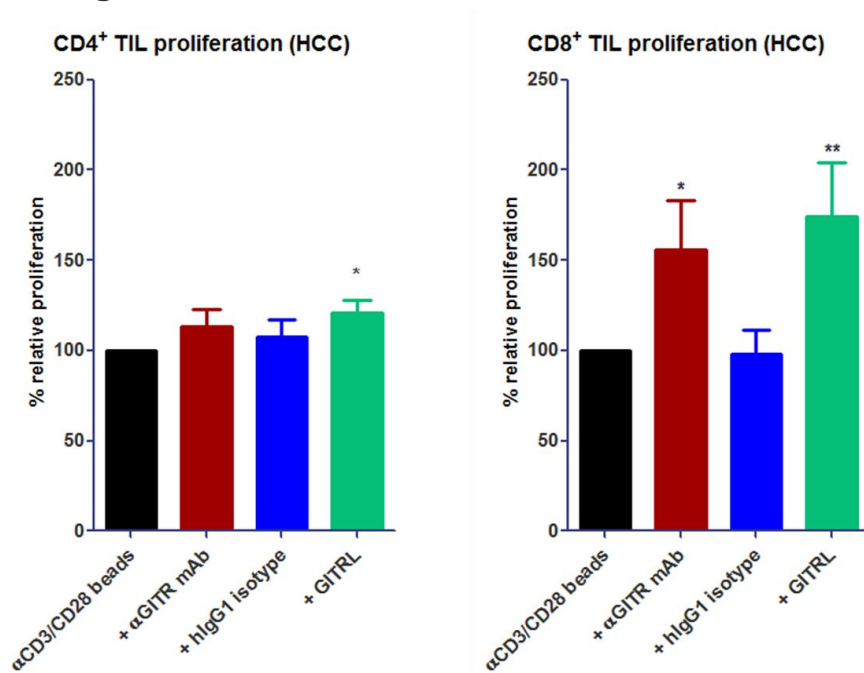 CD4⁺ TIL proliferation (HCC)
% relative proliferation
250
200
150
100
50
0
*
αCD3/CD28 beads
+ αGITR mAb
+ hIgG1 isotype
+ GITRL
CD8⁺ TIL proliferation (HCC)
% relative proliferation
250
200
150
100
50
0
*
**
αCD3/CD28 beads
+ αGITR mAb
+ hIgG1 isotype
+ GITRL